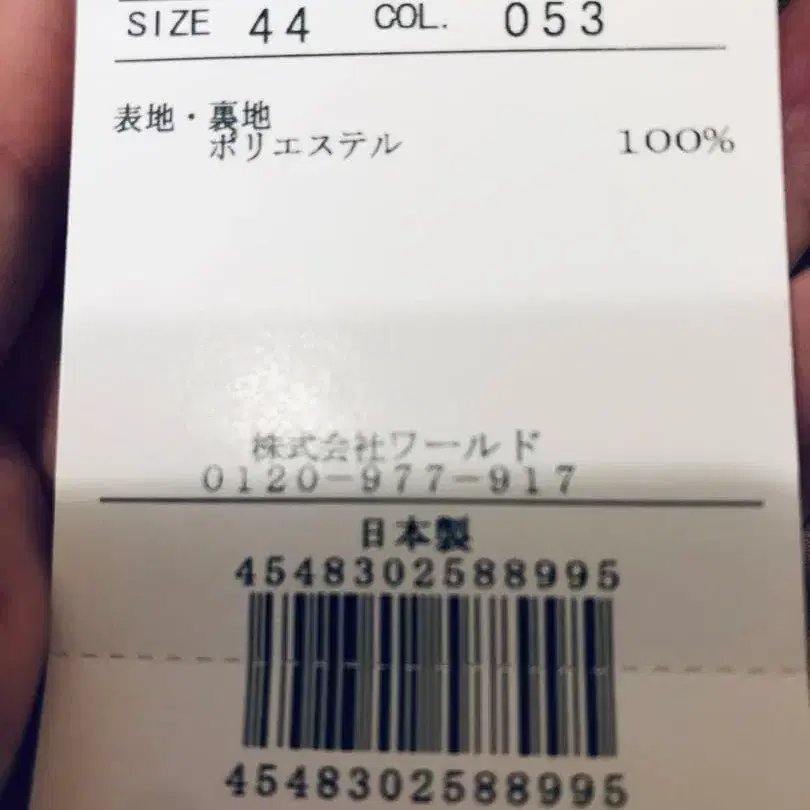 SIZE 44 COL. 053
表地・裏地
ポリエステル 100%
株式会社ワールド
0120-977-917
日本製
4548302588995
4548302588995